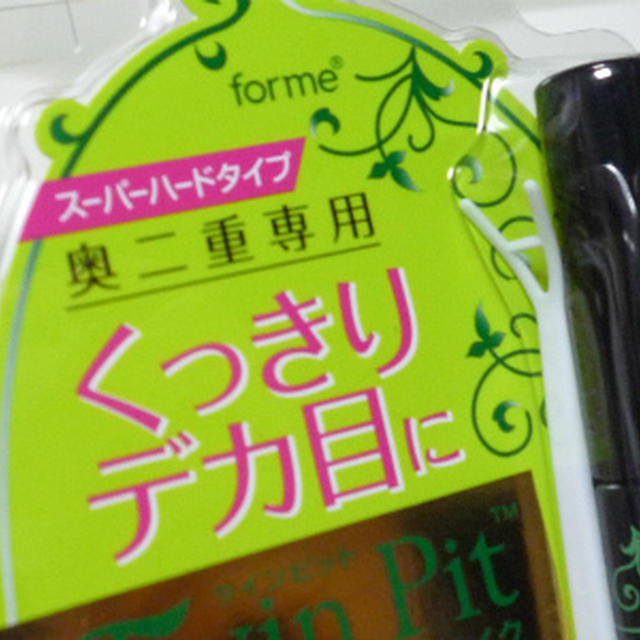 forme®
スーパーハードタイプ
奥二重専用
くっきり
デカ目に
ツインピット
Twin Pit™